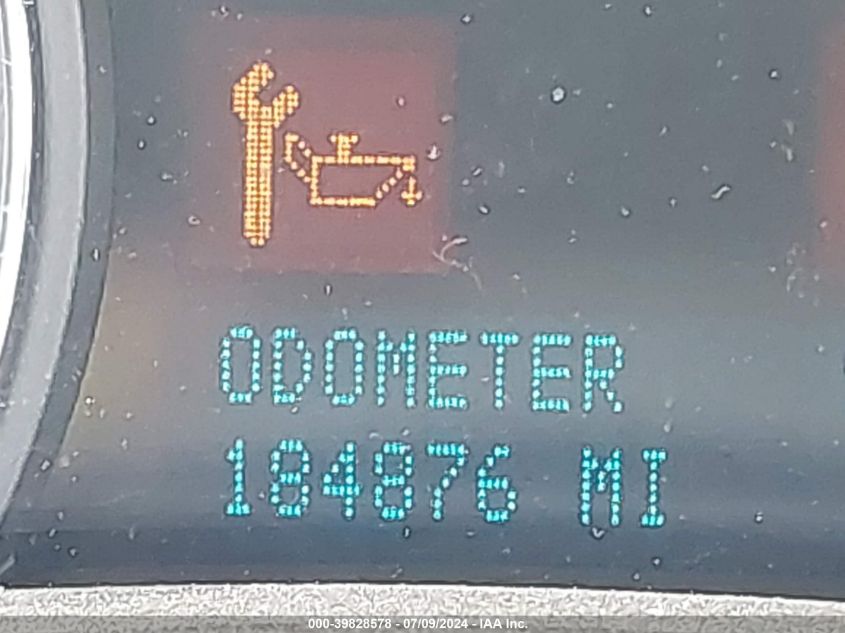 ODOMETER
184876 MI
000-39828578 - 07/09/2024 - IAA Inc.